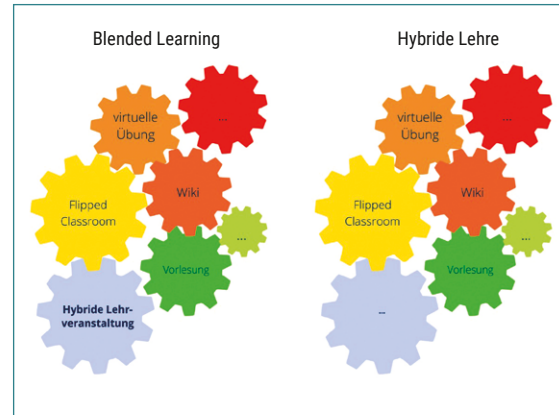 Blended Learning
virtuelle
Übung
...
Flipped
Classroom
Wiki
...
Vorlesung
Hybride Lehr-
veranstaltung
Hybride Lehre
virtuelle
Übung
...
Flipped
Classroom
Wiki
...
Vorlesung
...